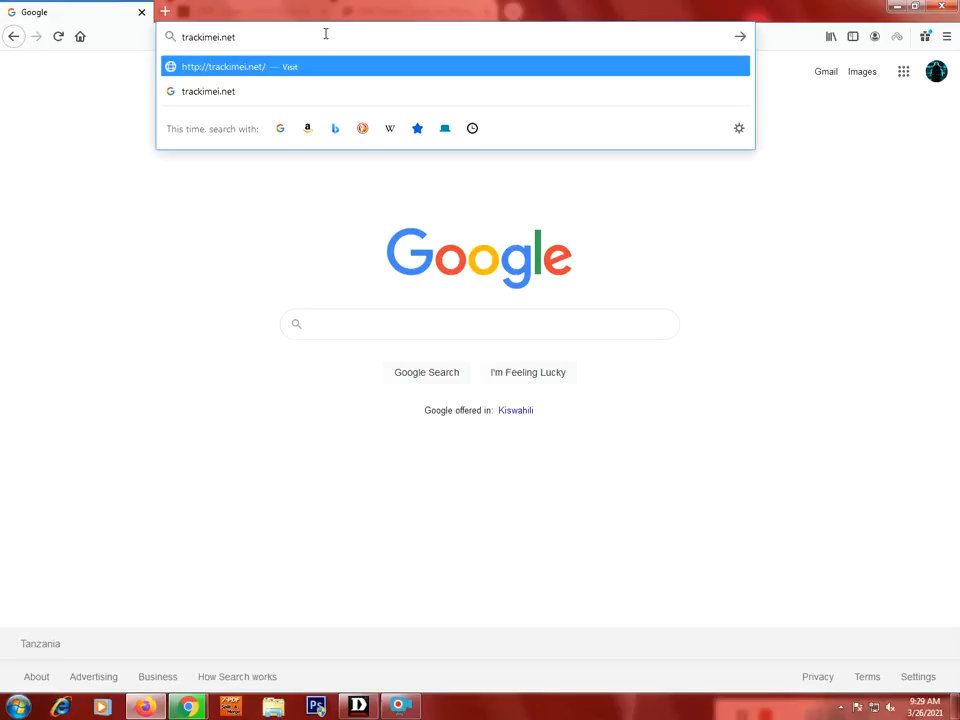 Google
trackimei.net
http://trackimei.net/ — Visit
trackimei.net
This time, search with:
Gmail Images
Google
Google Search I'm Feeling Lucky
Google offered in: Kiswahili
Tanzania
About Advertising Business How Search works Privacy Terms Settings
9:29 AM
3/26/2021